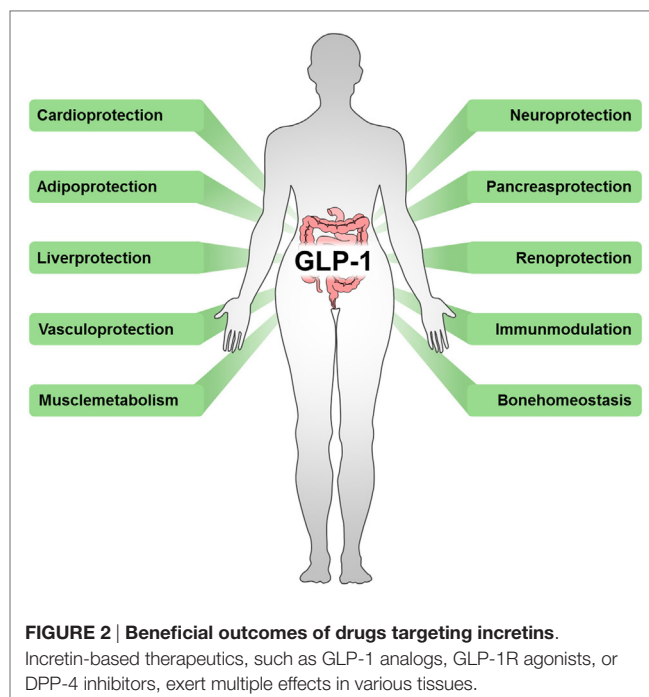 Cardioprotection
Neuroprotection
Adipoprotection
Pancreasprotection
Liverprotection
GLP-1
Renoprotection
Vasculoprotection
Immunmodulation
Musclemetabolism
Bonehomeostasis
FIGURE 2 | Beneficial outcomes of drugs targeting incretins.
Incretin-based therapeutics, such as GLP-1 analogs, GLP-1R agonists, or
DPP-4 inhibitors, exert multiple effects in various tissues.